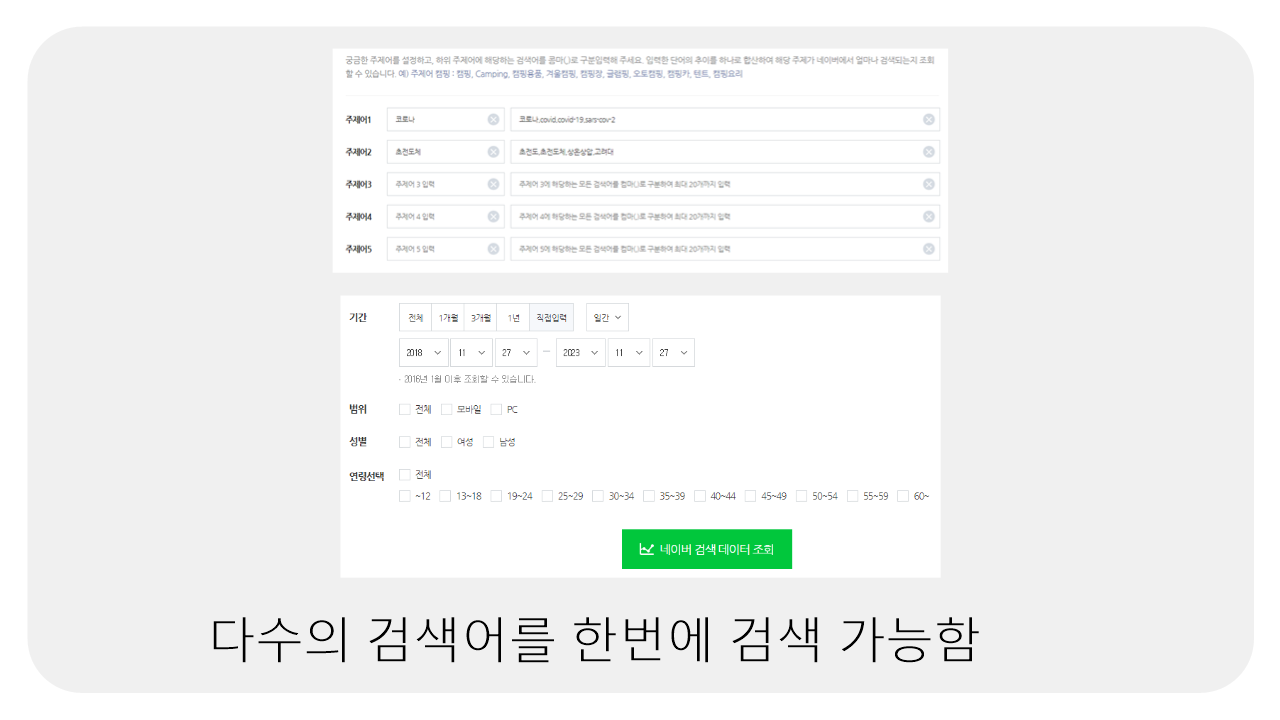 궁금한 주제어를 설정하고, 하위 주제어에 해당하는 검색어를 콤마(,)로 구분입력해 주세요. 입력한 단어의 추이를 하나로 합산하여 해당 주제가 네이버에서 얼마나 검색되는지 조회
할 수 있습니다. 예) 주제어 캠핑 : 캠핑, Camping, 캠핑용품, 겨울캠핑, 캠핑장, 글램핑, 오토캠핑, 캠핑카, 텐트, 캠핑요리
주제어1 코로나 코로나,covid,covid-19,sars-cov-2
주제어2 초전도체 초전도,초전도체,상온상압,고려대
주제어3 주제어 3 입력 주제어 3에 해당하는 모든 검색어를 컴마(,)로 구분하여 최대 20개까지 입력
주제어4 주제어 4 입력 주제어 4에 해당하는 모든 검색어를 컴마(,)로 구분하여 최대 20개까지 입력
주제어5 주제어 5 입력 주제어 5에 해당하는 모든 검색어를 컴마(,)로 구분하여 최대 20개까지 입력
기간 전체 1개월 3개월 1년 직접입력 일간
2018 11 27 - 2023 11 27
· 2016년 1월 이후 조회할 수 있습니다.
범위 전체 모바일 PC
성별 전체 여성 남성
연령선택 전체
~12 13~18 19~24 25~29 30~34 35~39 40~44 45~49 50~54 55~59 60~
네이버 검색 데이터 조회
다수의 검색어를 한번에 검색 가능함